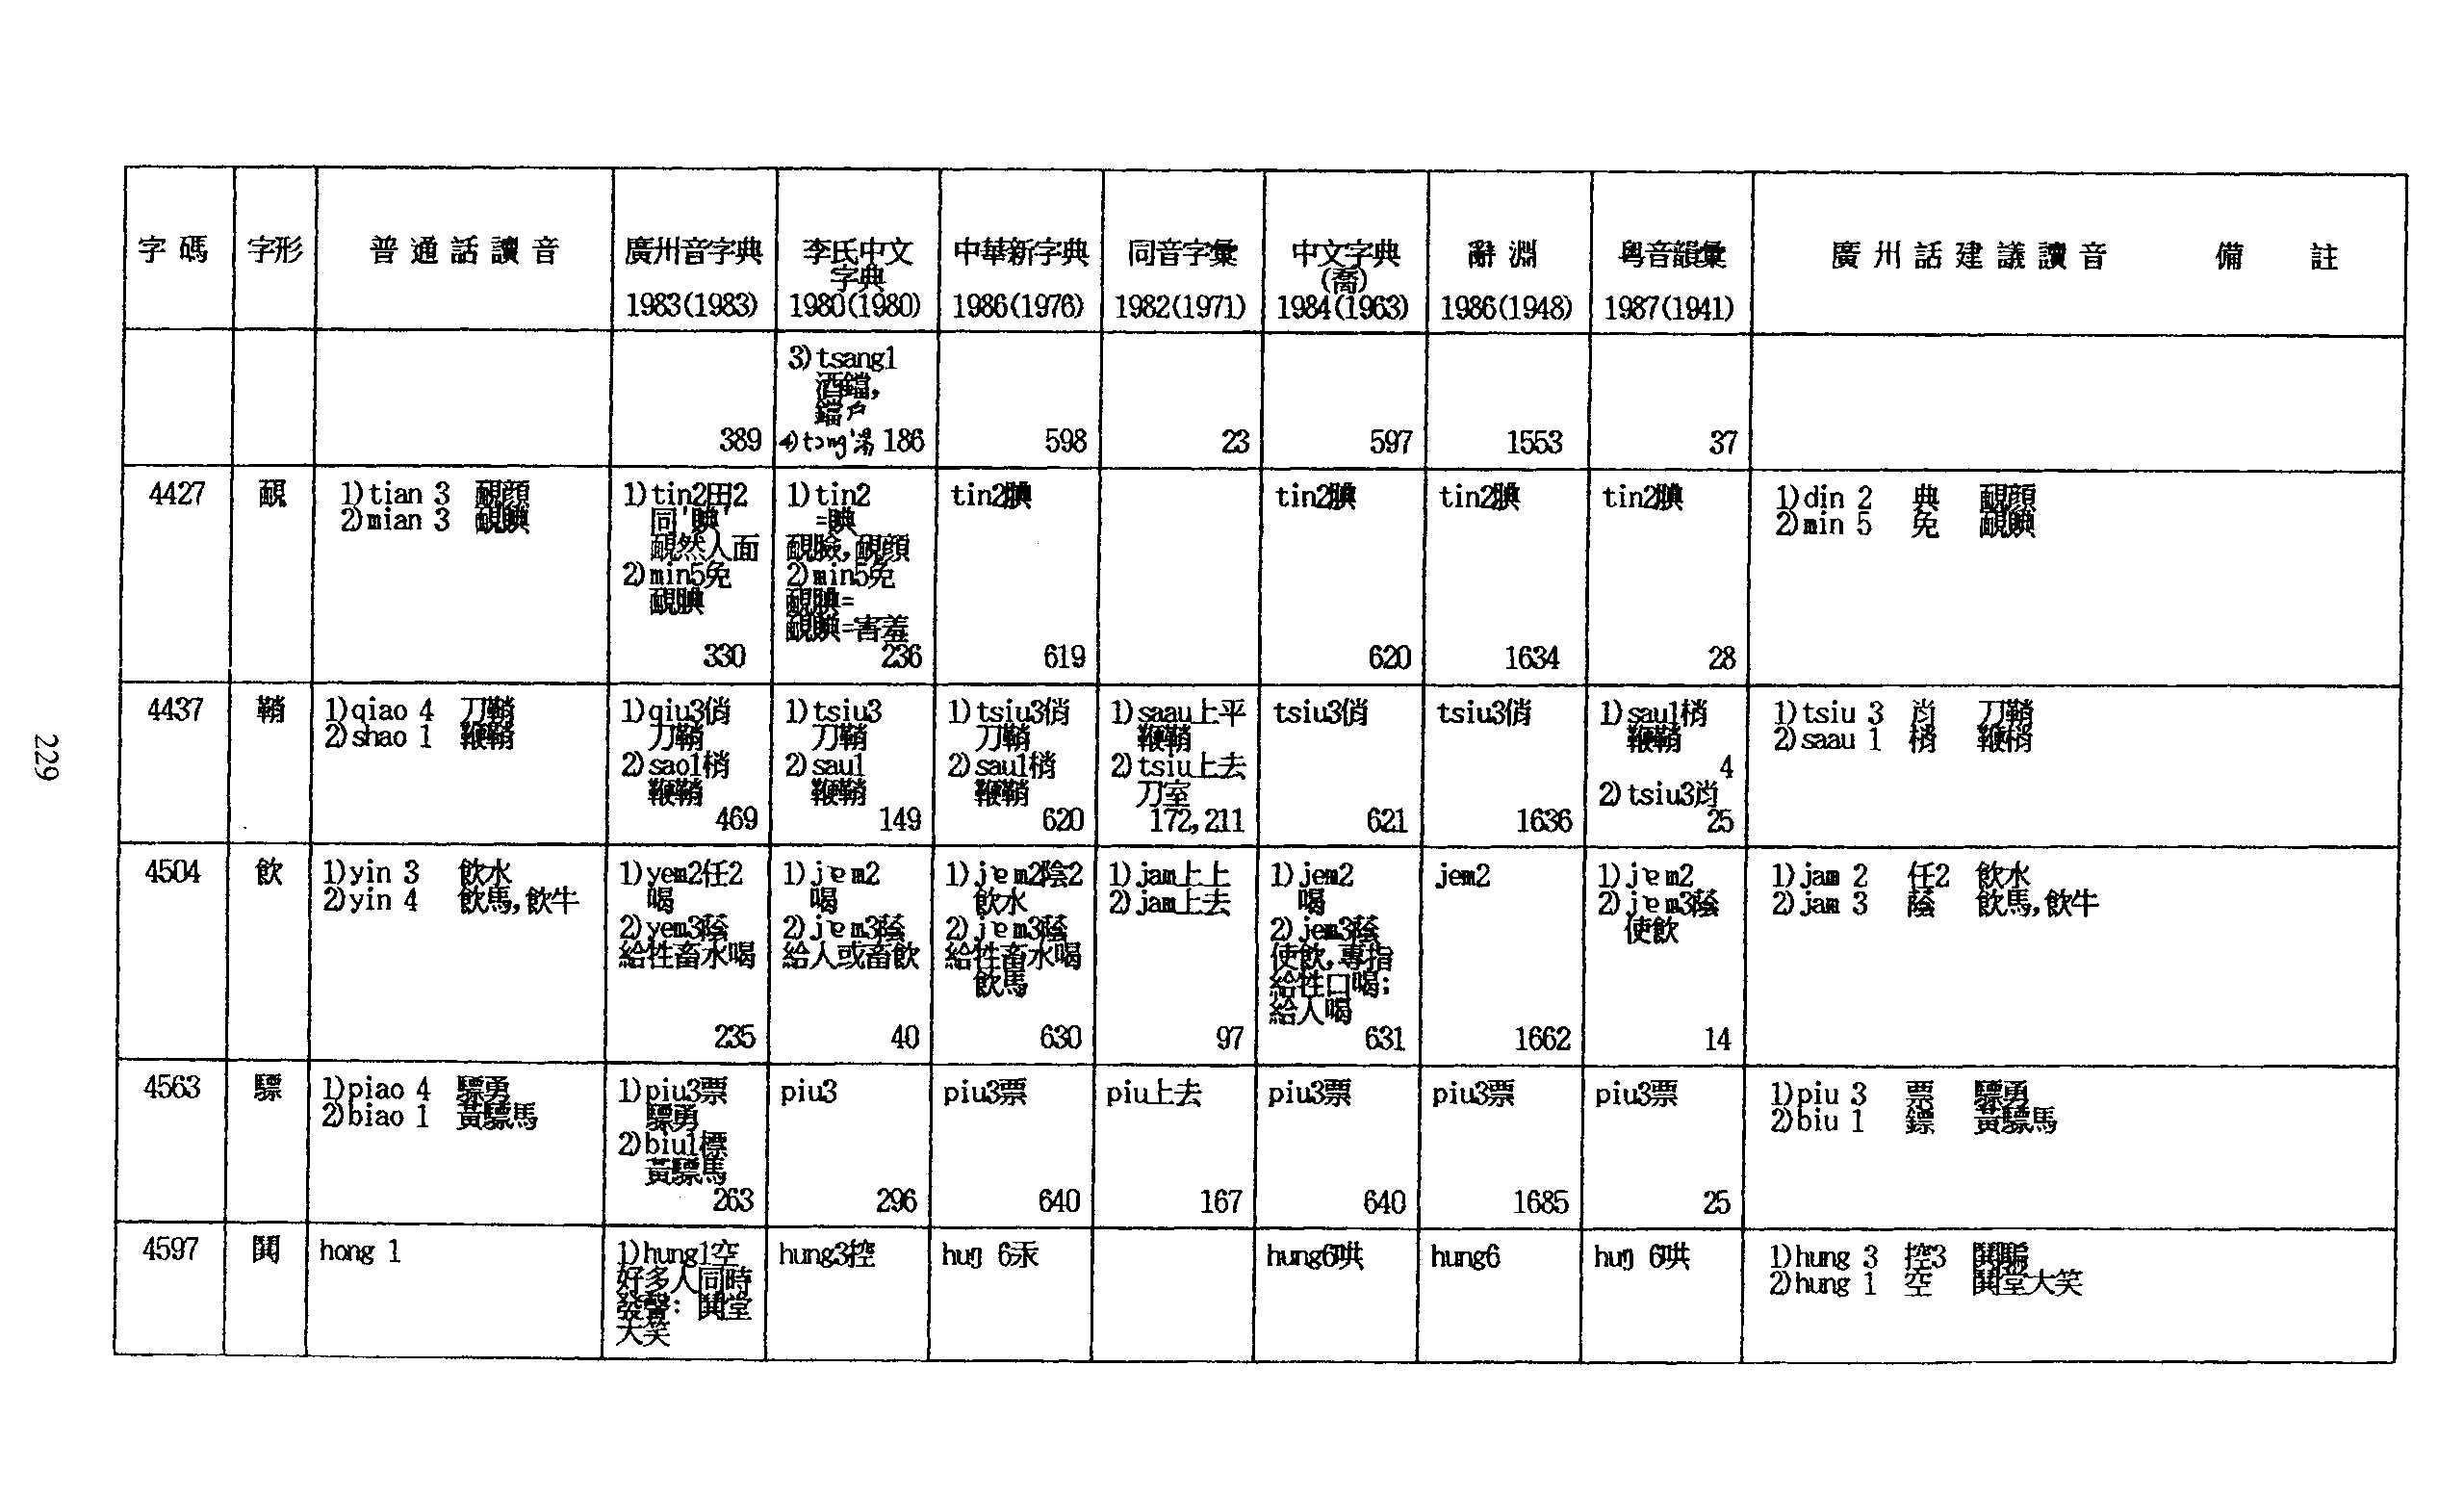 字碼 字形 普通話讀音 廣州音字典 1983(1983) 李氏中文字典 1980(1980) 中華新字典 1986(1976) 同音字彙 1982(1971) 中文字典(喬) 1984(1963) 辭淵 1986(1948) 粤音韻彙 1987(1941) 廣州話建議讀音 備註
3)tsang1
酒鐺,
鐺戶
389
186
598
23
597
1553
37
4427
靦
1)tian 3 靦顔
2)mian 3 靦腆
1)tin2田2
同'腆'
靦然人面
2)min5免
靦腆
330
1)tin2
=腆
靦臉,靦顔
2)min5免
靦腆=
靦腆=害羞
236
tin2腆
619
tin2腆
620
tin2腆
1634
tin2腆
28
1)din 2 典 靦顔
2)min 5 免 靦腆
4437
鞘
1)qiao 4 刀鞘
2)shao 1 鞭鞘
1)qiu3俏
刀鞘
2)sao1梢
鞭鞘
469
1)tsiu3
刀鞘
2)sau1
鞭鞘
149
1)tsiu3俏
刀鞘
2)sau1梢
鞭鞘
620
1)saau上平
鞭鞘
2)tsiu上去
刀室
172,211
tsiu3俏
621
tsiu3俏
1636
1)sau1梢
鞭鞘
4
2)tsiu3肖
25
1)tsiu 3 肖 刀鞘
2)saau 1 梢 鞭梢
4504
飲
1)yin 3 飲水
2)yin 4 飲馬,飲牛
1)yem2任2
喝
2)yem3蔭
給牲畜水喝
235
1)jɐm2
喝
2)jɐm3蔭
給人或畜飲
40
1)jɐm2陰2
飲水
2)jɐm3蔭
給牲畜水喝
飲馬
630
1)jam上上
2)jam上去
97
1)jem2
喝
2)jem3蔭
使飲,專指
給牲口喝;
給人喝
631
jem2
1662
1)jɐm2
2)jɐm3蔭
使飲
14
1)jam 2 任2 飲水
2)jam 3 蔭 飲馬,飲牛
4563
驃
1)piao 4 驃勇
2)biao 1 黃驃馬
1)piu3票
驃勇
2)biu1標
黃驃馬
263
piu3
296
piu3票
640
piu上去
167
piu3票
640
piu3票
1685
piu3票
25
1)piu 3 票 驃勇
2)biu 1 鏢 黃驃馬
4597
鬨
hong 1
1)hung1空
好多人同時
發聲: 鬨堂
大笑
hung3控
huŋ 6汞
hung6哄
hung6
huŋ 6哄
1)hung 3 控3 鬨騙
2)hung 1 空 鬨堂大笑
229